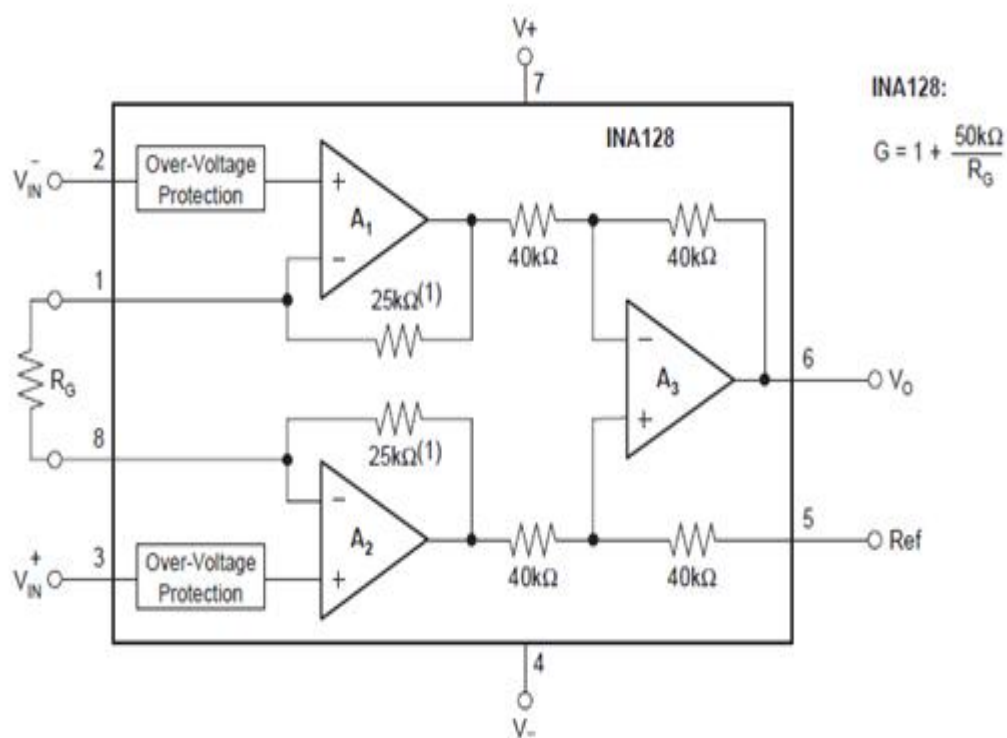 V+
7
INA128:
G = 1 + 50kΩ
R_G
INA128
V_IN^-
2
Over-Voltage
Protection
+
A_1
–
40kΩ
40kΩ
1
25kΩ(1)
R_G
–
A_3
+
6
V_O
8
25kΩ(1)
–
A_2
+
5
Ref
V_IN^+
3
Over-Voltage
Protection
40kΩ
40kΩ
4
V–